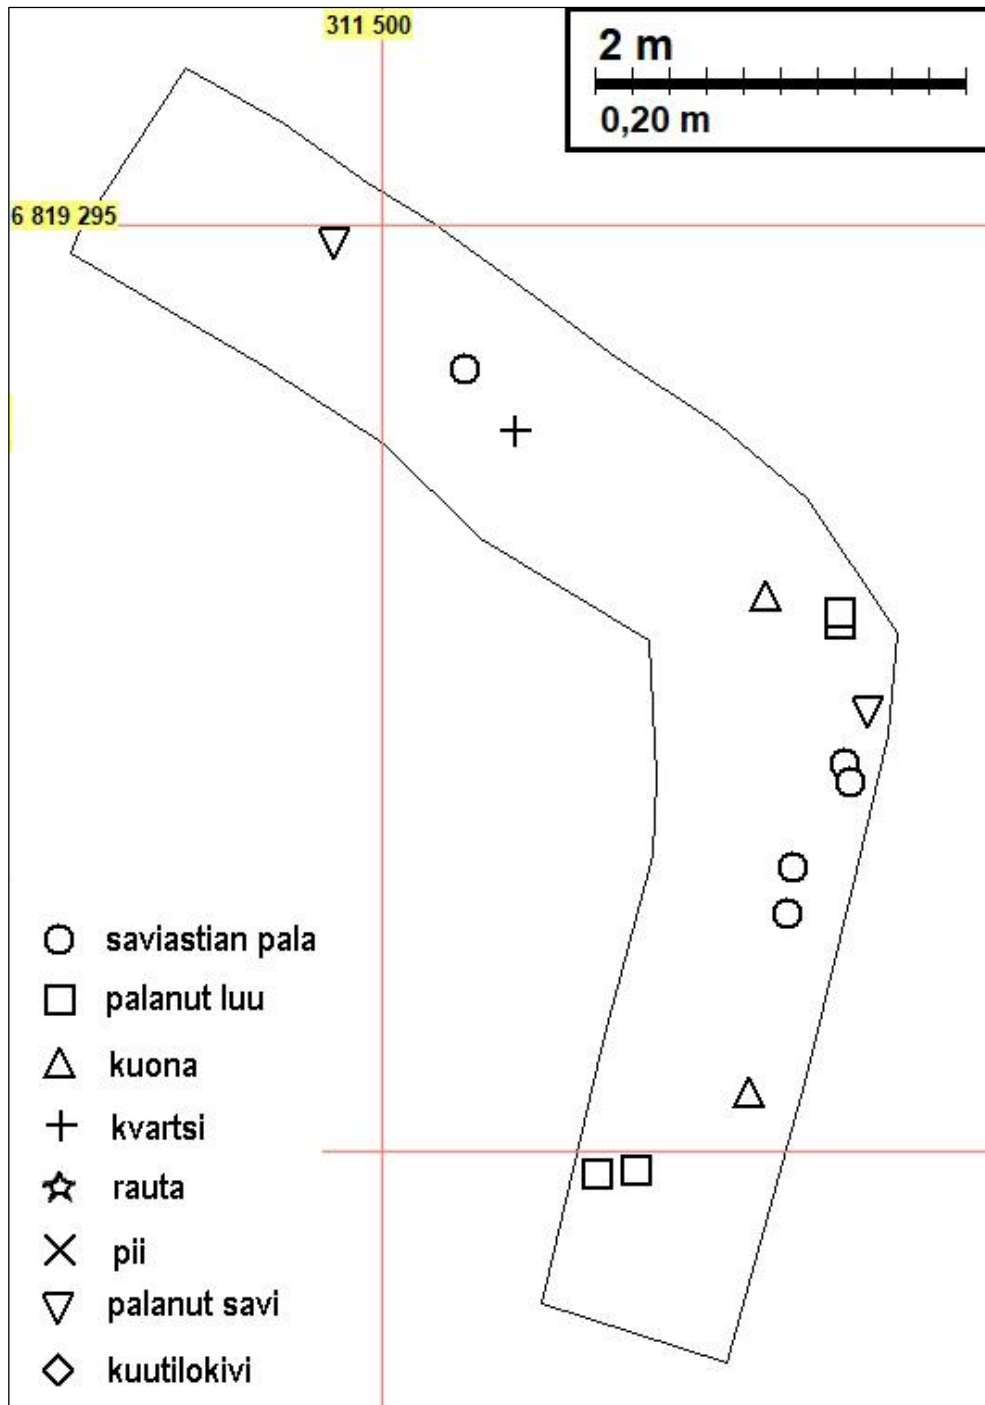 311 500
2 m
0,20 m
6 819 295
saviastian pala
palanut luu
kuona
kvartsi
rauta
pii
palanut savi
kuutilokivi